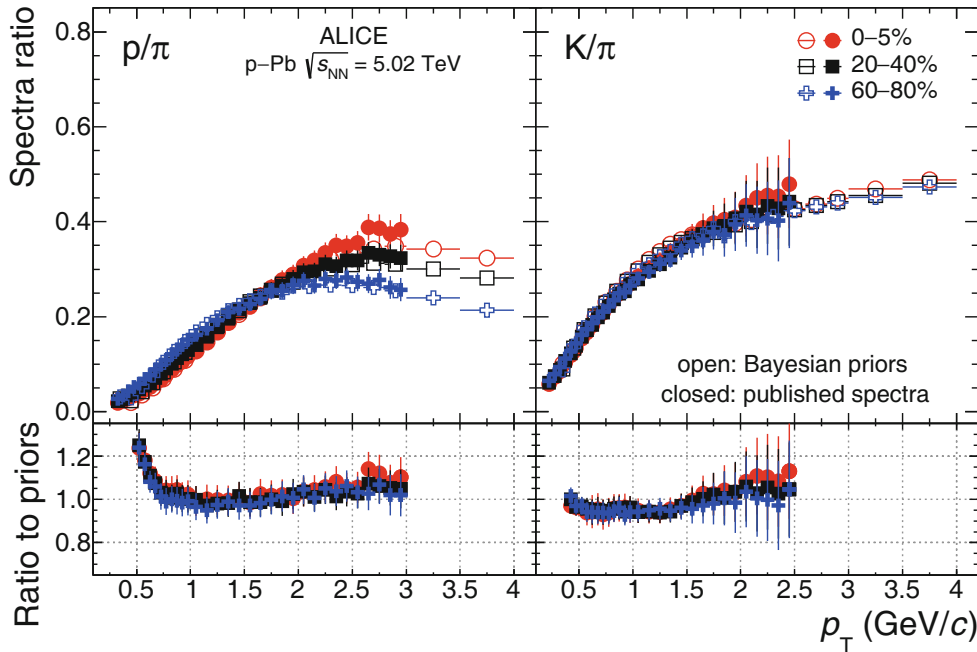 Spectra ratio
0.8
0.6
0.4
0.2
0.0
p/π
ALICE
p−Pb √sNN = 5.02 TeV
K/π
0−5%
20−40%
60−80%
open: Bayesian priors
closed: published spectra
Ratio to priors
1.2
1.0
0.8
0.5 1 1.5 2 2.5 3 3.5 4
0.5 1 1.5 2 2.5 3 3.5 4
pT (GeV/c)